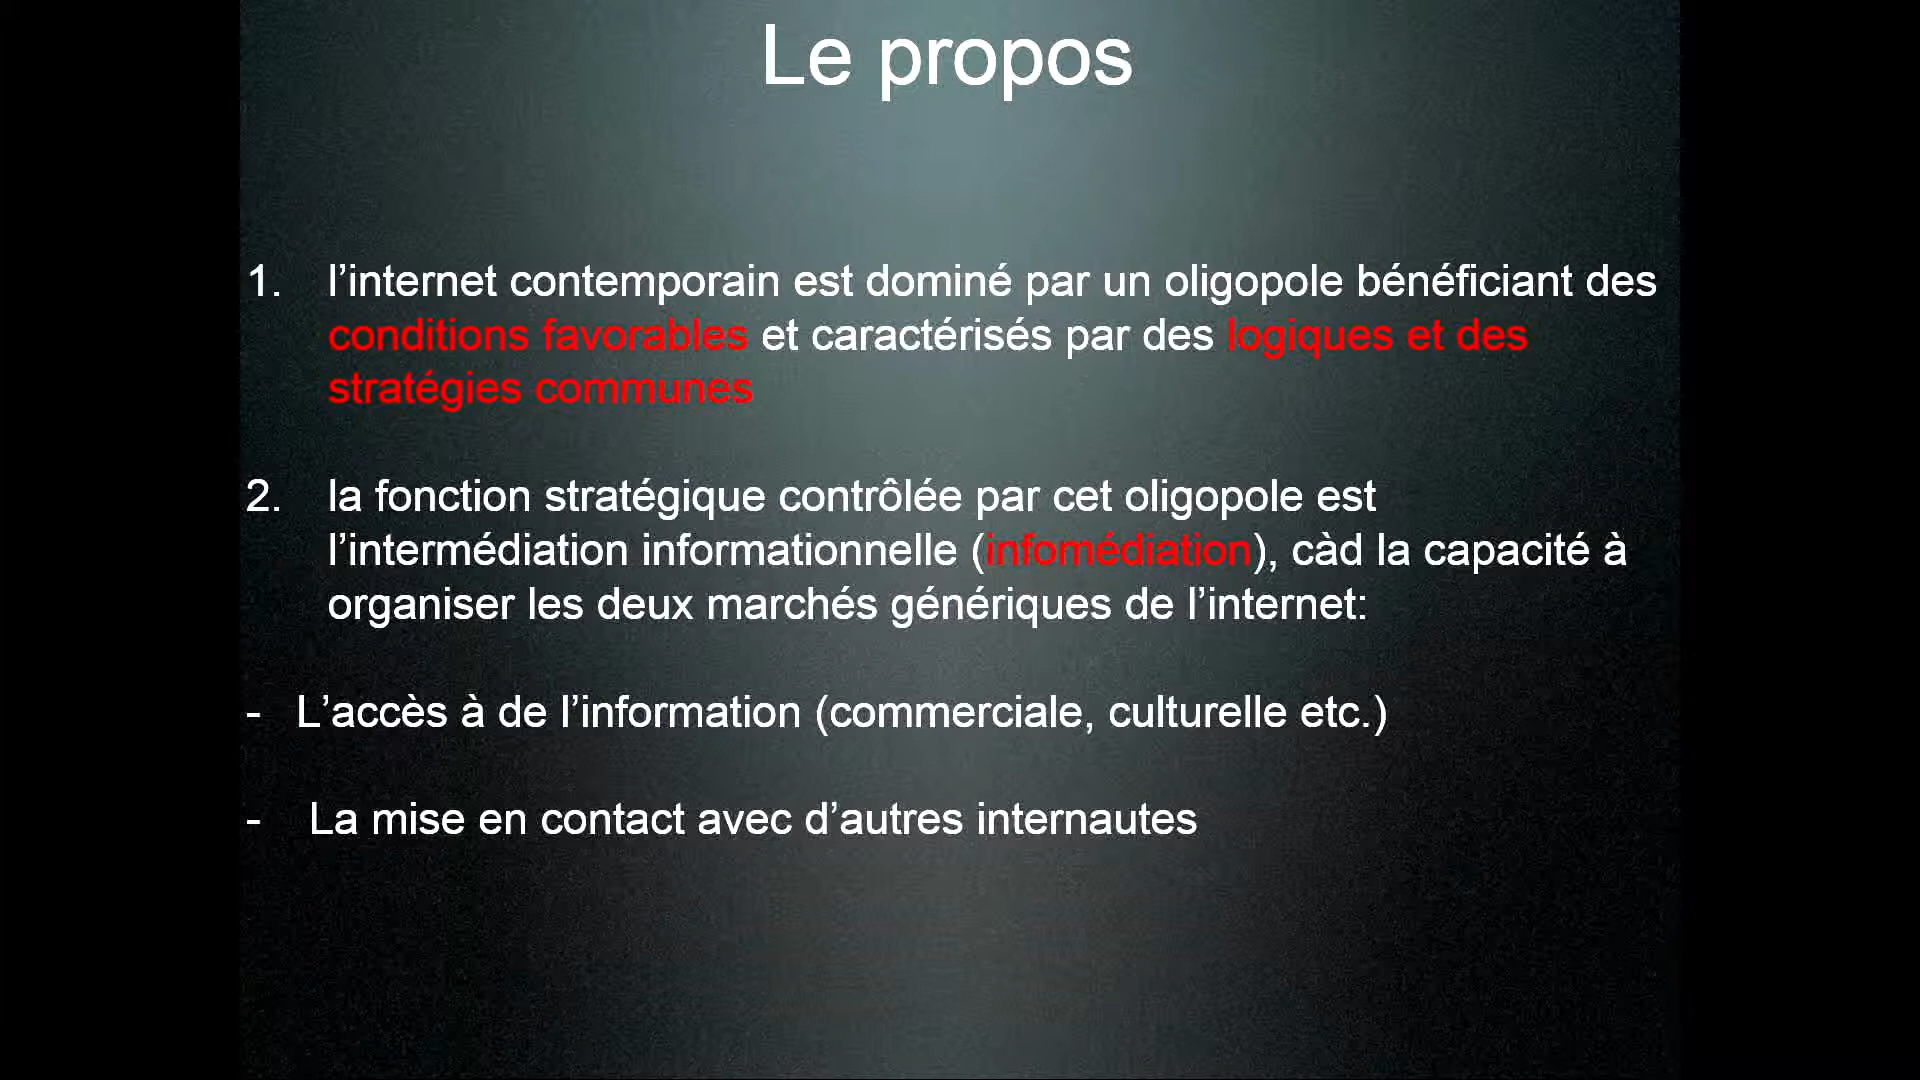 Le propos
1. l’internet contemporain est dominé par un oligopole bénéficiant des
conditions favorables et caractérisés par des logiques et des
stratégies communes
2. la fonction stratégique contrôlée par cet oligopole est
l’intermédiation informationnelle (infomédiation), càd la capacité à
organiser les deux marchés génériques de l’internet:
- L’accès à de l’information (commerciale, culturelle etc.)
- La mise en contact avec d’autres internautes